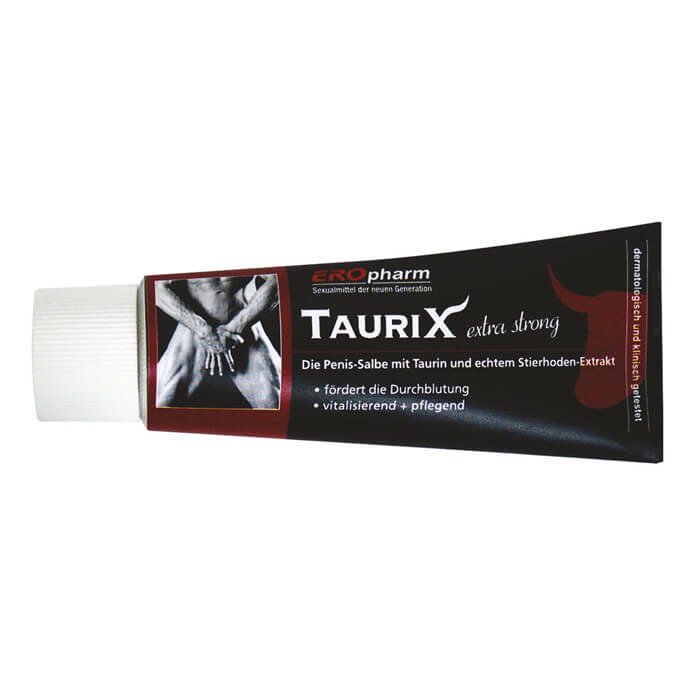 EROpharm
Sexualmittel der neuen Generation
TAURIX extra strong
Die Penis-Salbe mit Taurin und echtem Stierhoden-Extrakt
• fördert die Durchblutung
• vitalisierend + pflegend
dermatologisch und klinisch getestet